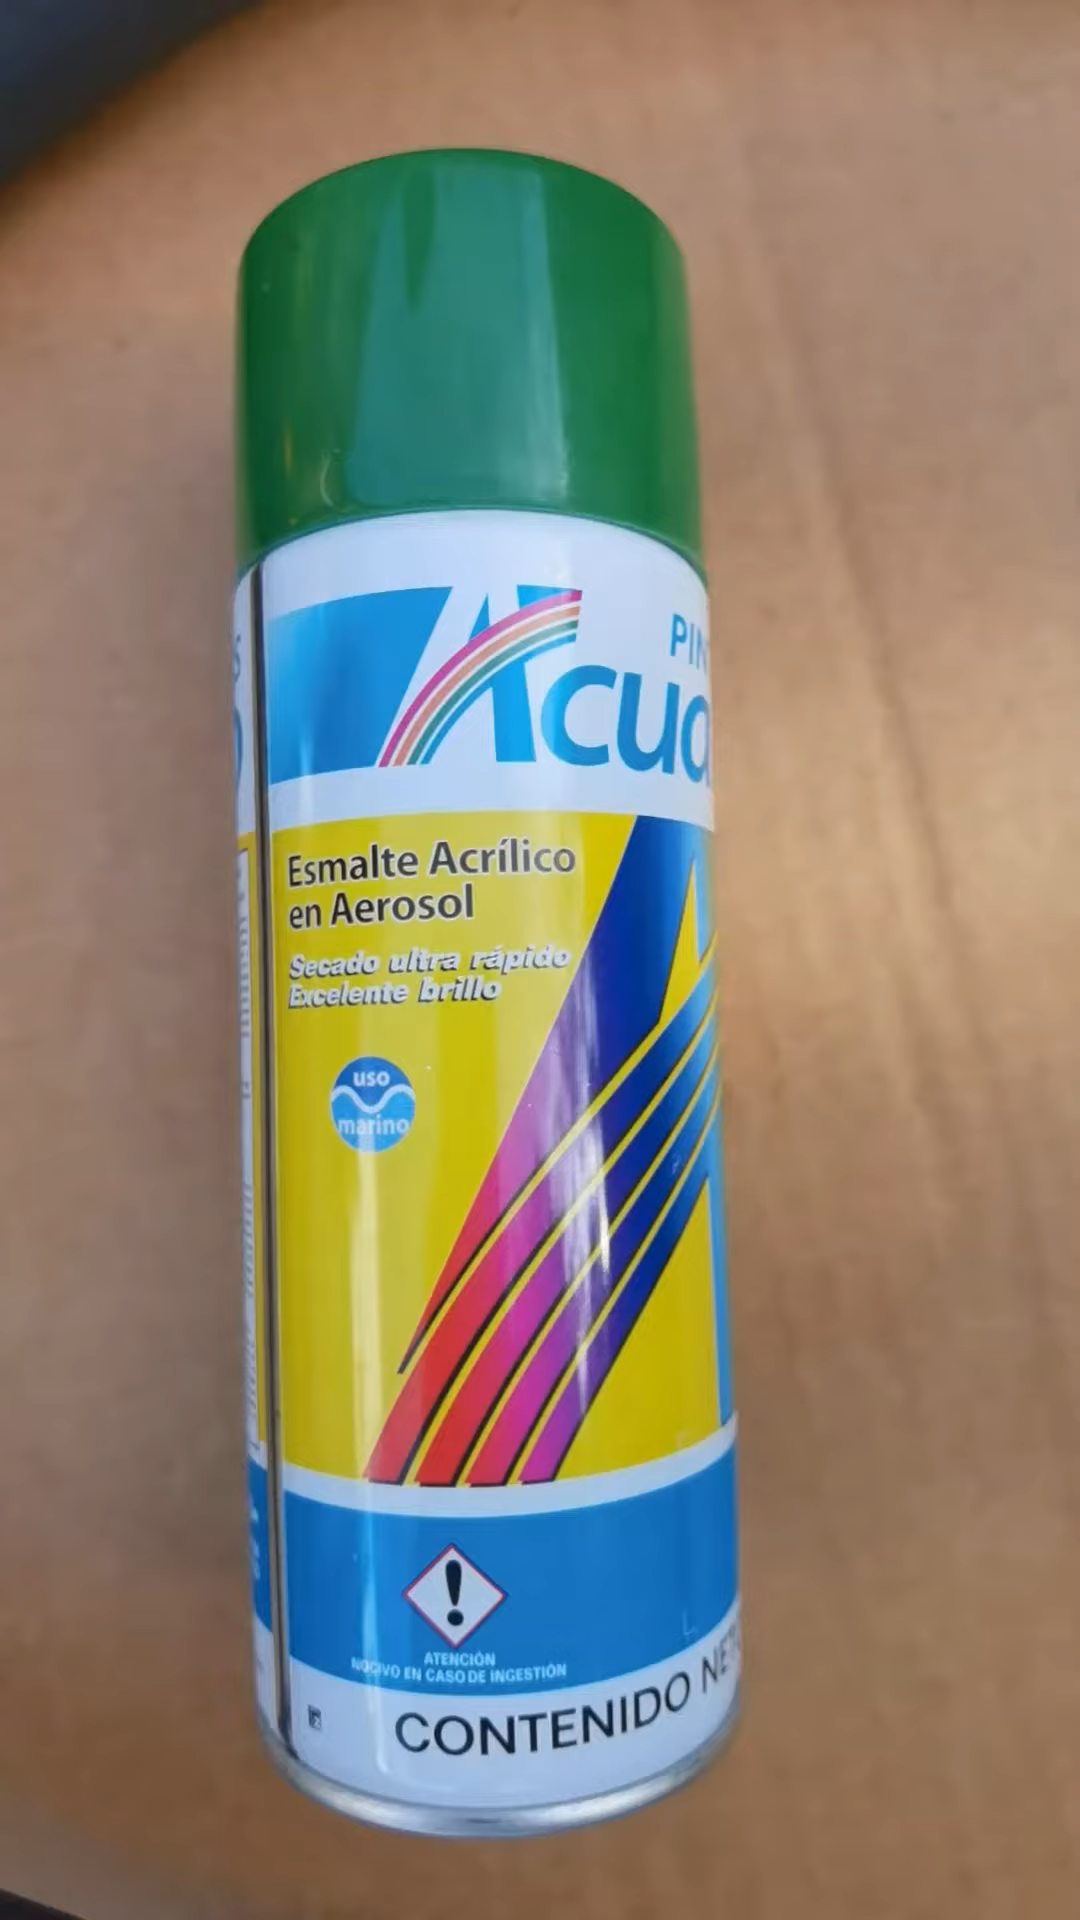 PIN
Acua
Esmalte Acrílico
en Aerosol
Secado ultra rápido
Excelente brillo
uso
marino
ATENCIÓN
NOCIVO EN CASO DE INGESTIÓN
CONTENIDO NET